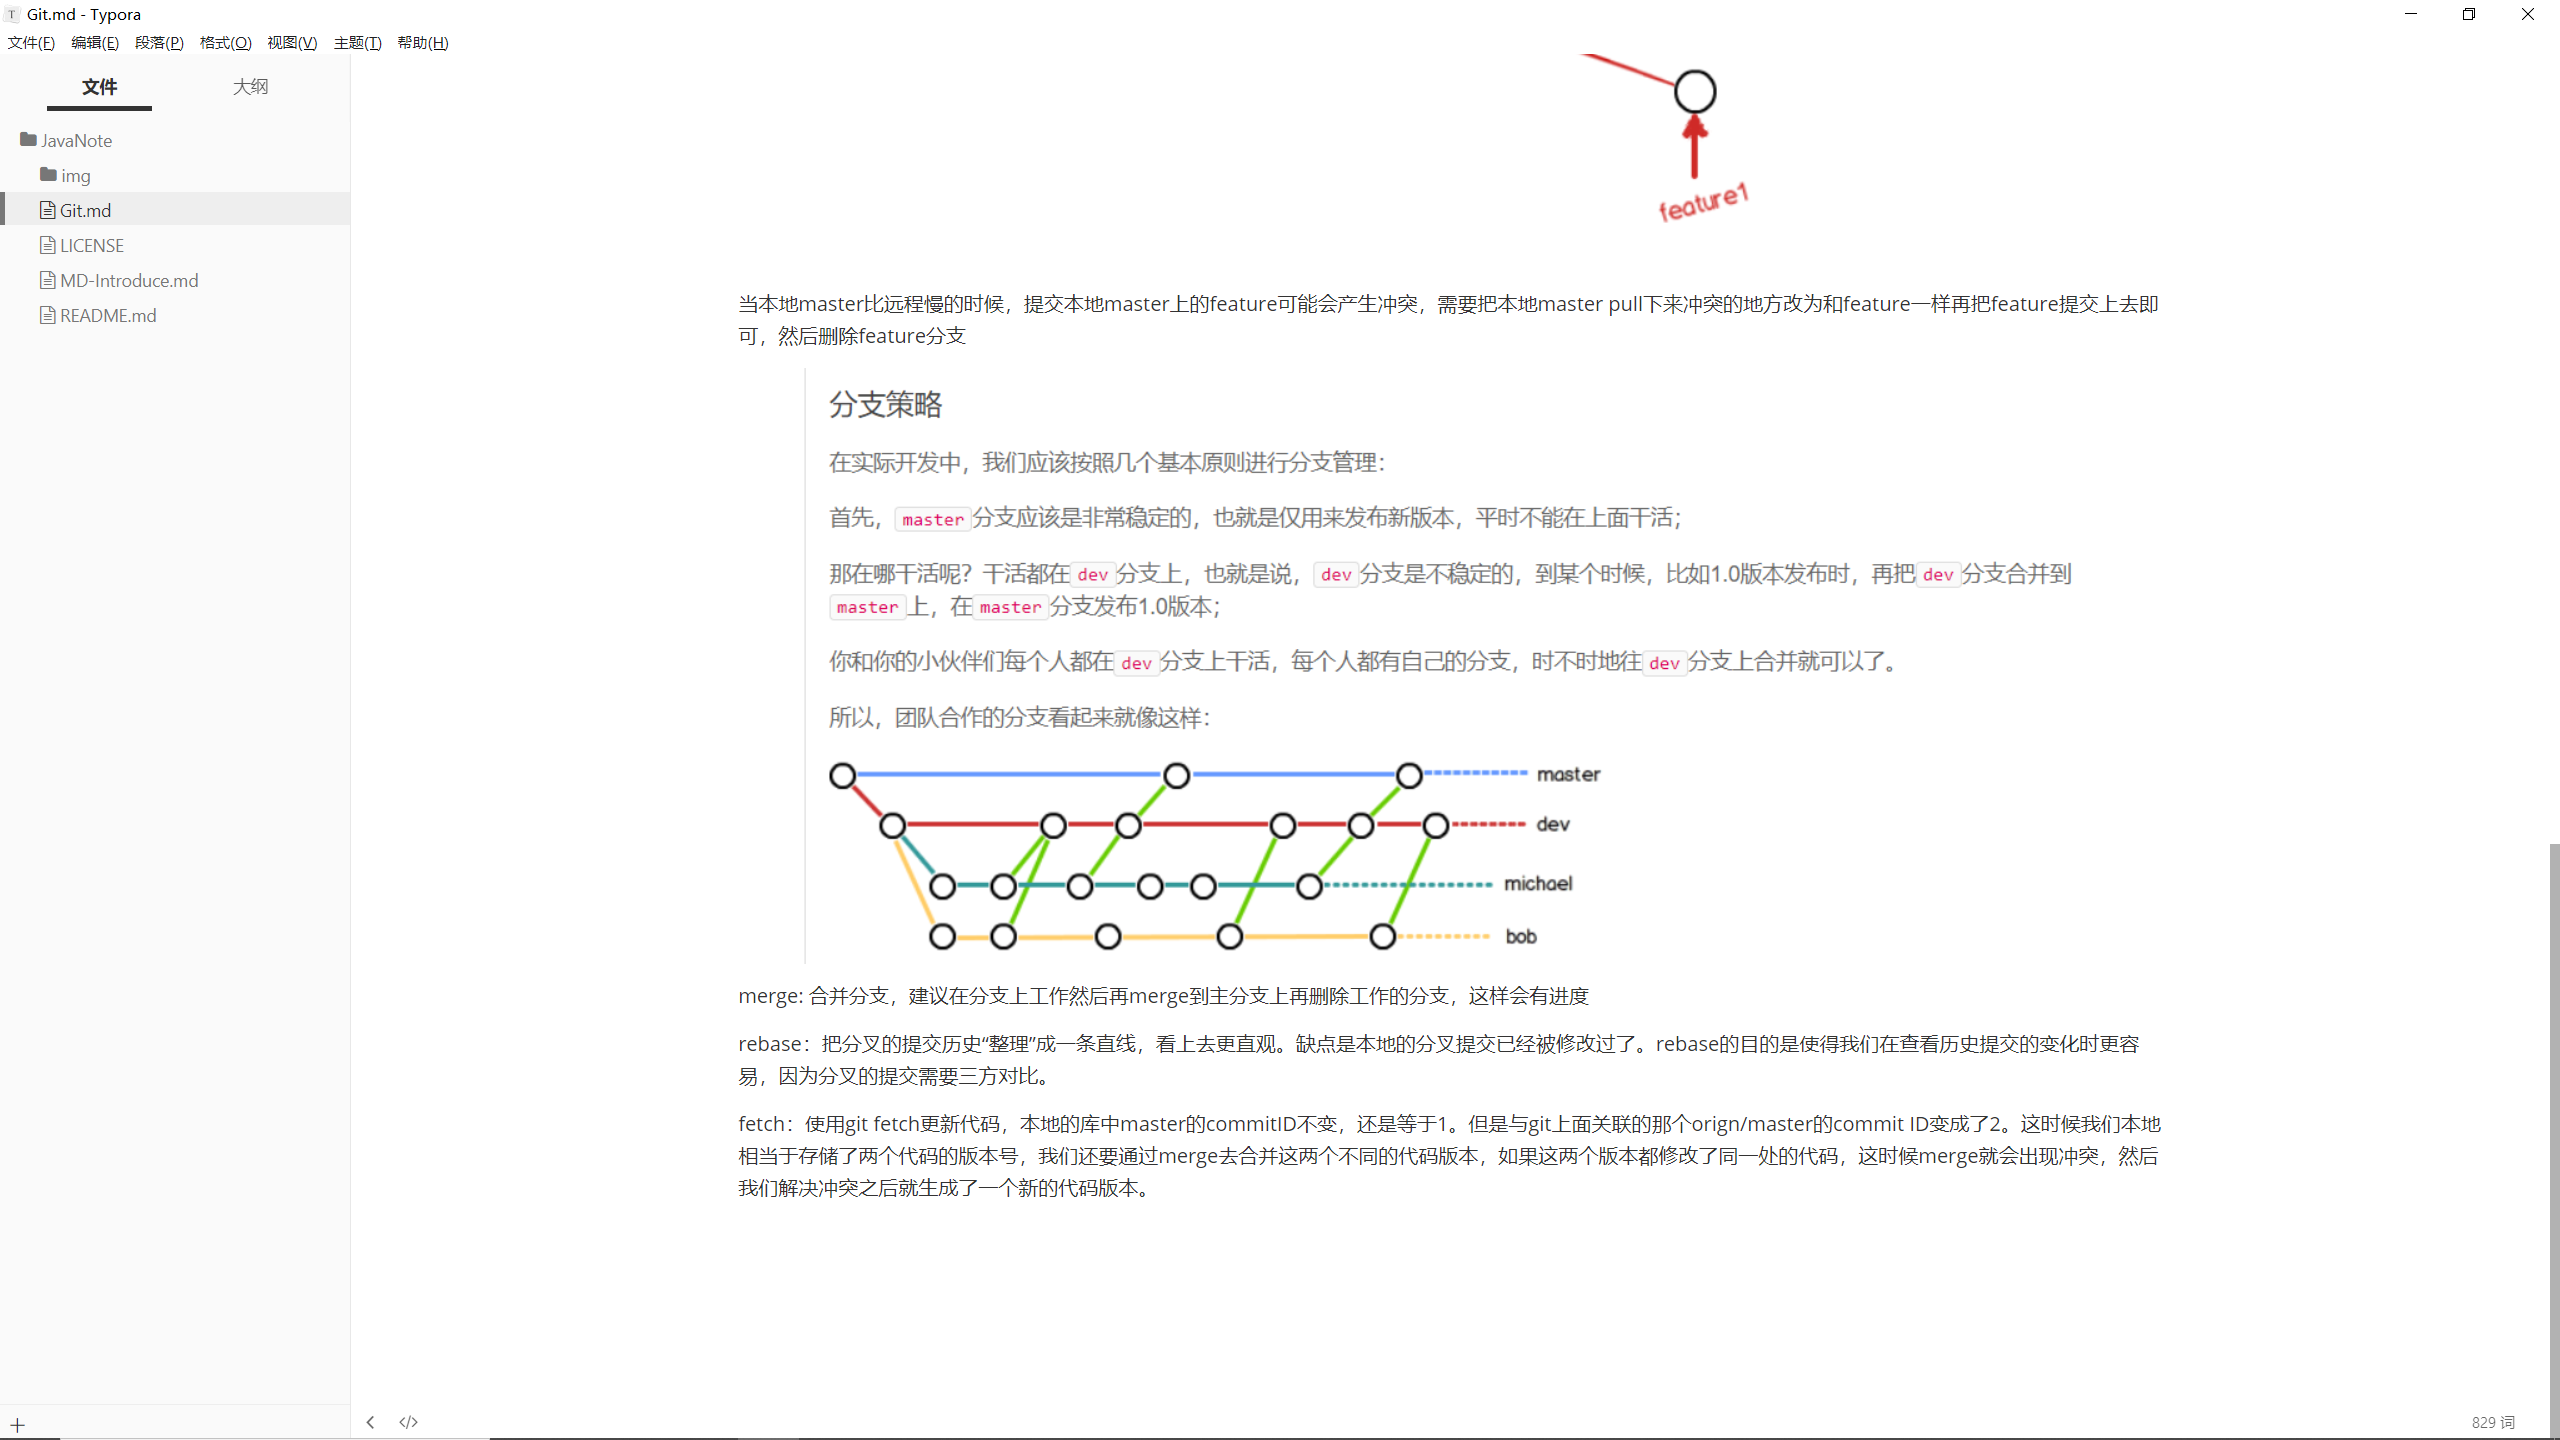 Git.md - Typora
文件(F) 编辑(E) 段落(P) 格式(O) 视图(V) 主题(T) 帮助(H)
文件 大纲
JavaNote
img
Git.md
LICENSE
MD-Introduce.md
README.md
feature1
当本地master比远程慢的时候，提交本地master上的feature可能会产生冲突，需要把本地master pull下来冲突的地方改为和feature一样再把feature提交上去即
可，然后删除feature分支
分支策略
在实际开发中，我们应该按照几个基本原则进行分支管理：
首先，master分支应该是非常稳定的，也就是仅用来发布新版本，平时不能在上面干活；
那在哪干活呢？干活都在dev分支上，也就是说，dev分支是不稳定的，到某个时候，比如1.0版本发布时，再把dev分支合并到
master上，在master分支发布1.0版本；
你和你的小伙伴们每个人都在dev分支上干活，每个人都有自己的分支，时不时地往dev分支上合并就可以了。
所以，团队合作的分支看起来就像这样：
master
dev
michael
bob
merge: 合并分支，建议在分支上工作然后再merge到主分支上再删除工作的分支，这样会有进度
rebase：把分叉的提交历史“整理”成一条直线，看上去更直观。缺点是本地的分叉提交已经被修改过了。rebase的目的是使得我们在查看历史提交的变化时更容
易，因为分叉的提交需要三方对比。
fetch：使用git fetch更新代码，本地的库中master的commitID不变，还是等于1。但是与git上面关联的那个orign/master的commit ID变成了2。这时候我们本地
相当于存储了两个代码的版本号，我们还要通过merge去合并这两个不同的代码版本，如果这两个版本都修改了同一处的代码，这时候merge就会出现冲突，然后
我们解决冲突之后就生成了一个新的代码版本。
829 词